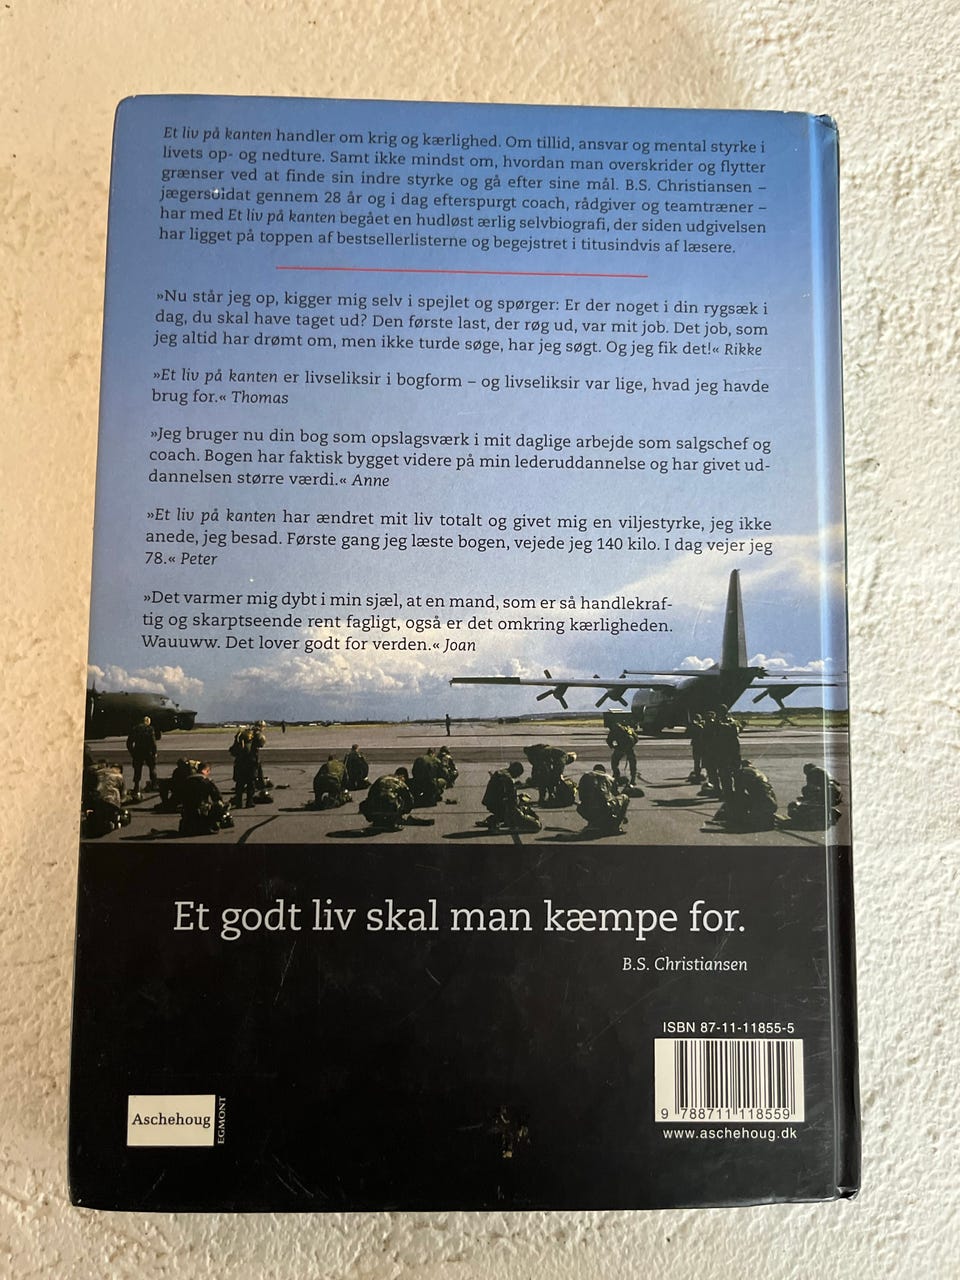 Et liv på kanten handler om krig og kærlighed. Om tillid, ansvar og mental styrke i
livets op- og nedture. Samt ikke mindst om, hvordan man overskrider og flytter
grænser ved at finde sin indre styrke og gå efter sine mål. B.S. Christiansen –
jægersoldat gennem 28 år og i dag efterspurgt coach, rådgiver og teamtræner –
har med Et liv på kanten begået en hudløst ærlig selvbiografi, der siden udgivelsen
har ligget på toppen af bestsellerlisterne og begejstret i titusindvis af læsere.
»Nu står jeg op, kigger mig selv i spejlet og spørger: Er der noget i din rygsæk i
dag, du skal have taget ud? Den første last, der røg ud, var mit job. Det job, som
jeg altid har drømt om, men ikke turde søge, har jeg søgt. Og jeg fik det!« Rikke
»Et liv på kanten er livseliksir i bogform – og livseliksir var lige, hvad jeg havde
brug for.« Thomas
»Jeg bruger nu din bog som opslagsværk i mit daglige arbejde som salgschef og
coach. Bogen har faktisk bygget videre på min lederuddannelse og har givet ud-
dannelsen større værdi.« Anne
»Et liv på kanten har ændret mit liv totalt og givet mig en viljestyrke, jeg ikke
anede, jeg besad. Første gang jeg læste bogen, vejede jeg 140 kilo. I dag vejer jeg
78.« Peter
»Det varmer mig dybt i min sjæl, at en mand, som er så handlekraf-
tig og skarptseende rent fagligt, også er det omkring kærligheden.
Wauuww. Det lover godt for verden.« Joan
Et godt liv skal man kæmpe for.
B.S. Christiansen
ISBN 87-11-11855-5
9 788711 118559
www.aschehoug.dk
Aschehoug
EGMONT